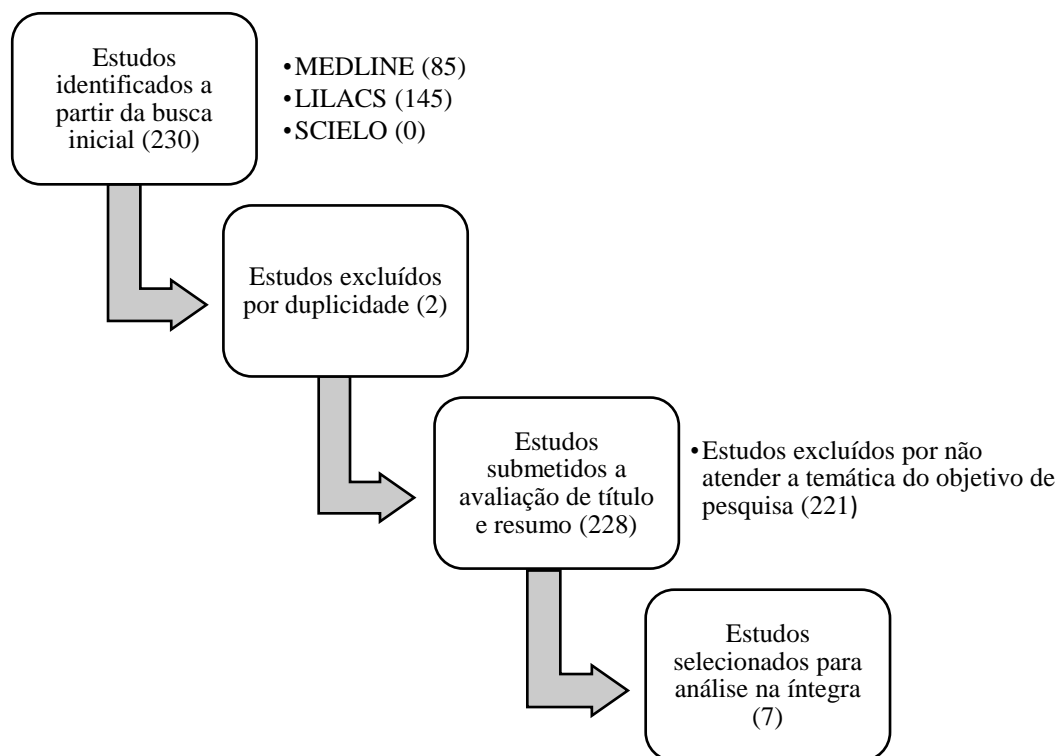 Estudos
identificados a
partir da busca
inicial (230)
•MEDLINE (85)
•LILACS (145)
•SCIELO (0)
Estudos excluídos
por duplicidade (2)
Estudos
submetidos a
avaliação de título
e resumo (228)
•Estudos excluídos por não
atender a temática do objetivo de
pesquisa (221)
Estudos
selecionados para
análise na íntegra
(7)